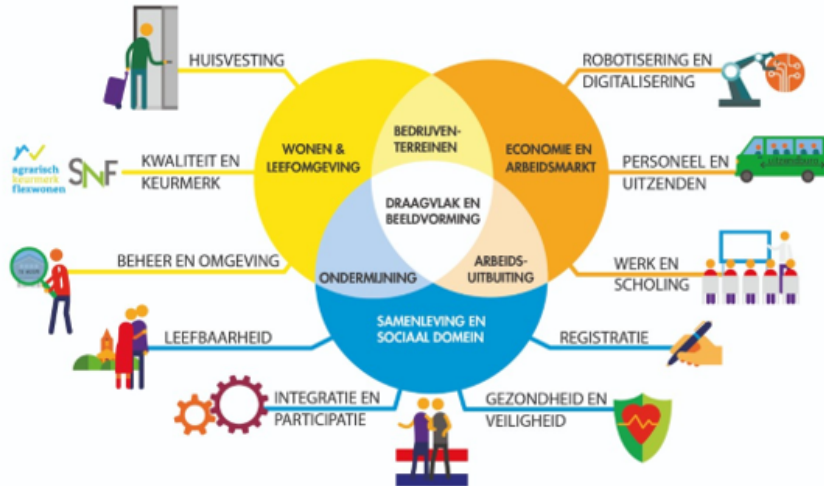 HUISVESTING
KWALITEIT EN
KEURMERK
agrarisch
keurmerk
flexwonen
SNF
BEHEER EN OMGEVING
LEEFBAARHEID
INTEGRATIE EN
PARTICIPATIE
WONEN &
LEEFOMGEVING
BEDRIJVEN-
TERREINEN
ECONOMIE EN
ARBEIDSMARKT
DRAAGVLAK EN
BEELDVORMING
ONDERMIJNING
ARBEIDS-
UITBUITING
SAMENLEVING EN
SOCIAAL DOMEIN
ROBOTISERING EN
DIGITALISERING
PERSONEEL EN
UITZENDEN
uitzendburo
WERK EN
SCHOLING
REGISTRATIE
GEZONDHEID EN
VEILIGHEID